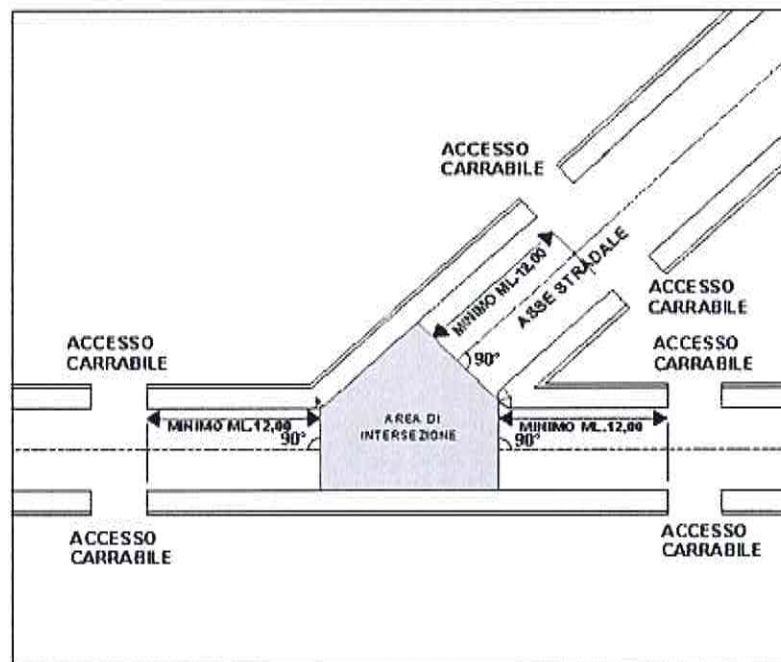 ACCESSO
CARRABILE
MINIMO ML.12,00
ASSE STRADALE
ACCESSO
CARRABILE
ACCESSO
CARRABILE
ACCESSO
CARRABILE
90°
MINIMO ML.12,00
90°
AREA DI
INTERSEZIONE
MINIMO ML.12,00
90°
ACCESSO
CARRABILE
ACCESSO
CARRABILE